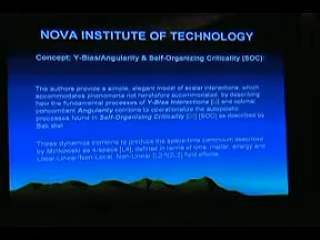 NOVA INSTITUTE OF TECHNOLOGY
Concept: Y-Bias/Angularity & Self-Organizing Criticality (SOC):
The authors provide a simple, elegant model of scalar interactions, which
accommodates phenomena not heretofore accommodated, by describing
how the fundamental processes of Y-Bias Interactions and
concomitant Angularity combine to operationalize the autopoietic
processes found in Self-Organizing Criticality [SOC] as described by
Bak
These dynamics combine to produce the space-time continuum described
by Minkowski as 4-space [L4], defined in terms of time, matter, energy and
Local-Linear/Non-Local, Non-Linear field effects.